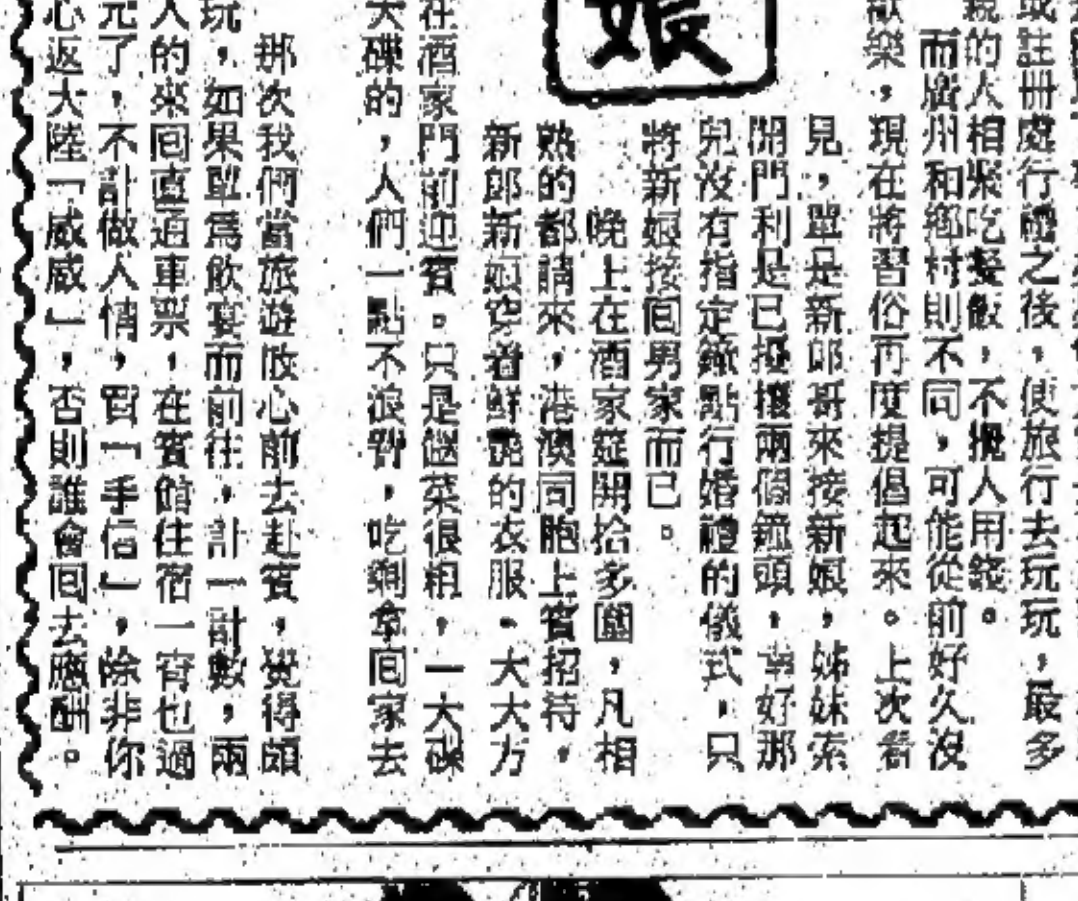 或註冊處行禮之後，便旅行去玩玩，最多
親的人相聚吃餐飯，不擺人用錢。
而廣州和鄉村則不同，可能從前好久沒
獻樂，現在將習俗再度提倡起來。上次看
見，單是新郎哥來接新娘，姊妹索
開門利是已擾攘兩個鐘頭，幸好那
兒沒有指定鐘點行婚禮的儀式，只
將新娘接囘男家而已。
晚上在酒家筵開拾多圍，凡相
熟的都請來，港澳同胞上賓招待，
新郎新娘穿着鮮艷的衣服，大大方
在酒家門前迎賓。只是餸菜很粗，一大碟
大碟的，人們一點不浪費，吃剩拿囘家去
娘
那次我們當旅遊散心前去赴宴，覺得頗
玩，如果單爲飲宴而前往，計一計數，兩
人的來囘直通車票，在賓館住宿一宵也過
元了，不計做人情，買「手信」，除非你
心返大陸「威威」，否則誰會囘去應酬。